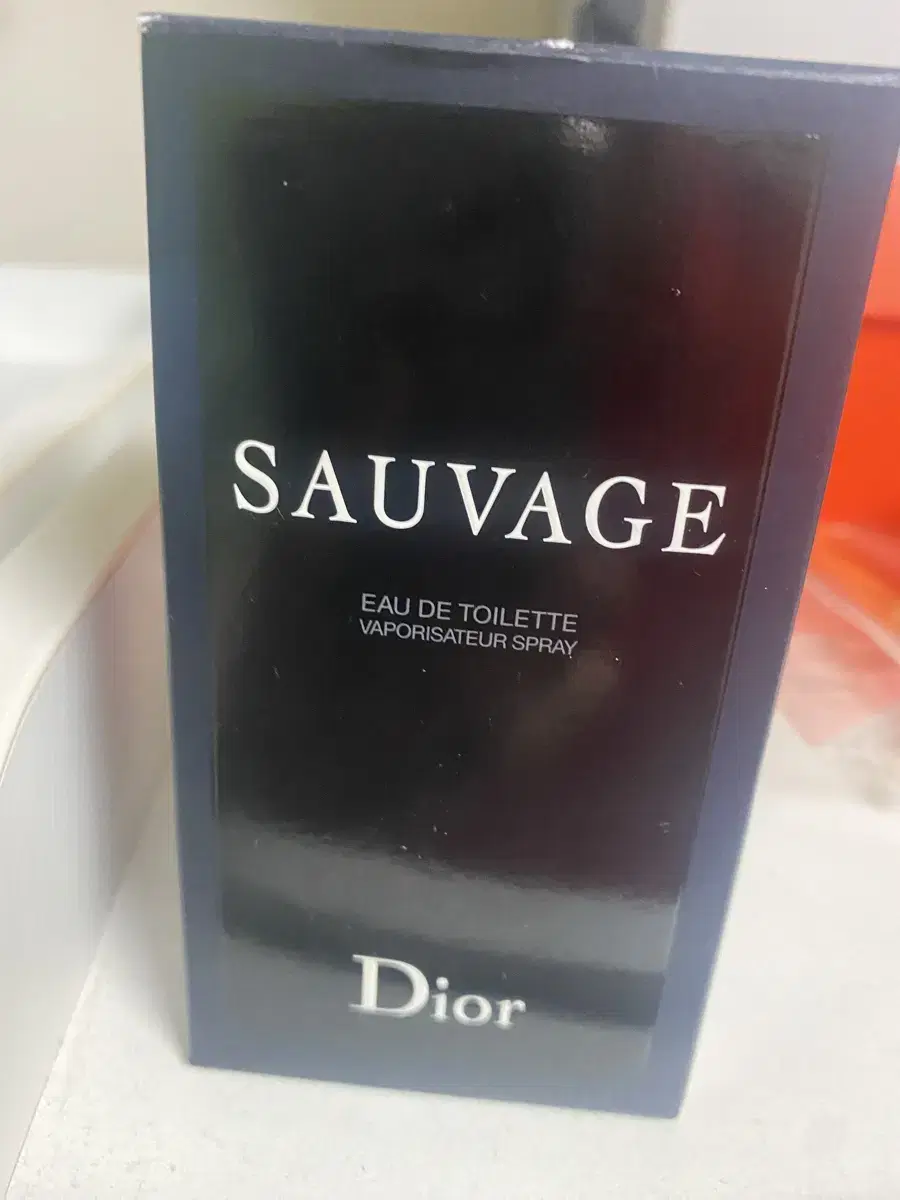 SAUVAGE
EAU DE TOILETTE
VAPORISATEUR SPRAY
Dior